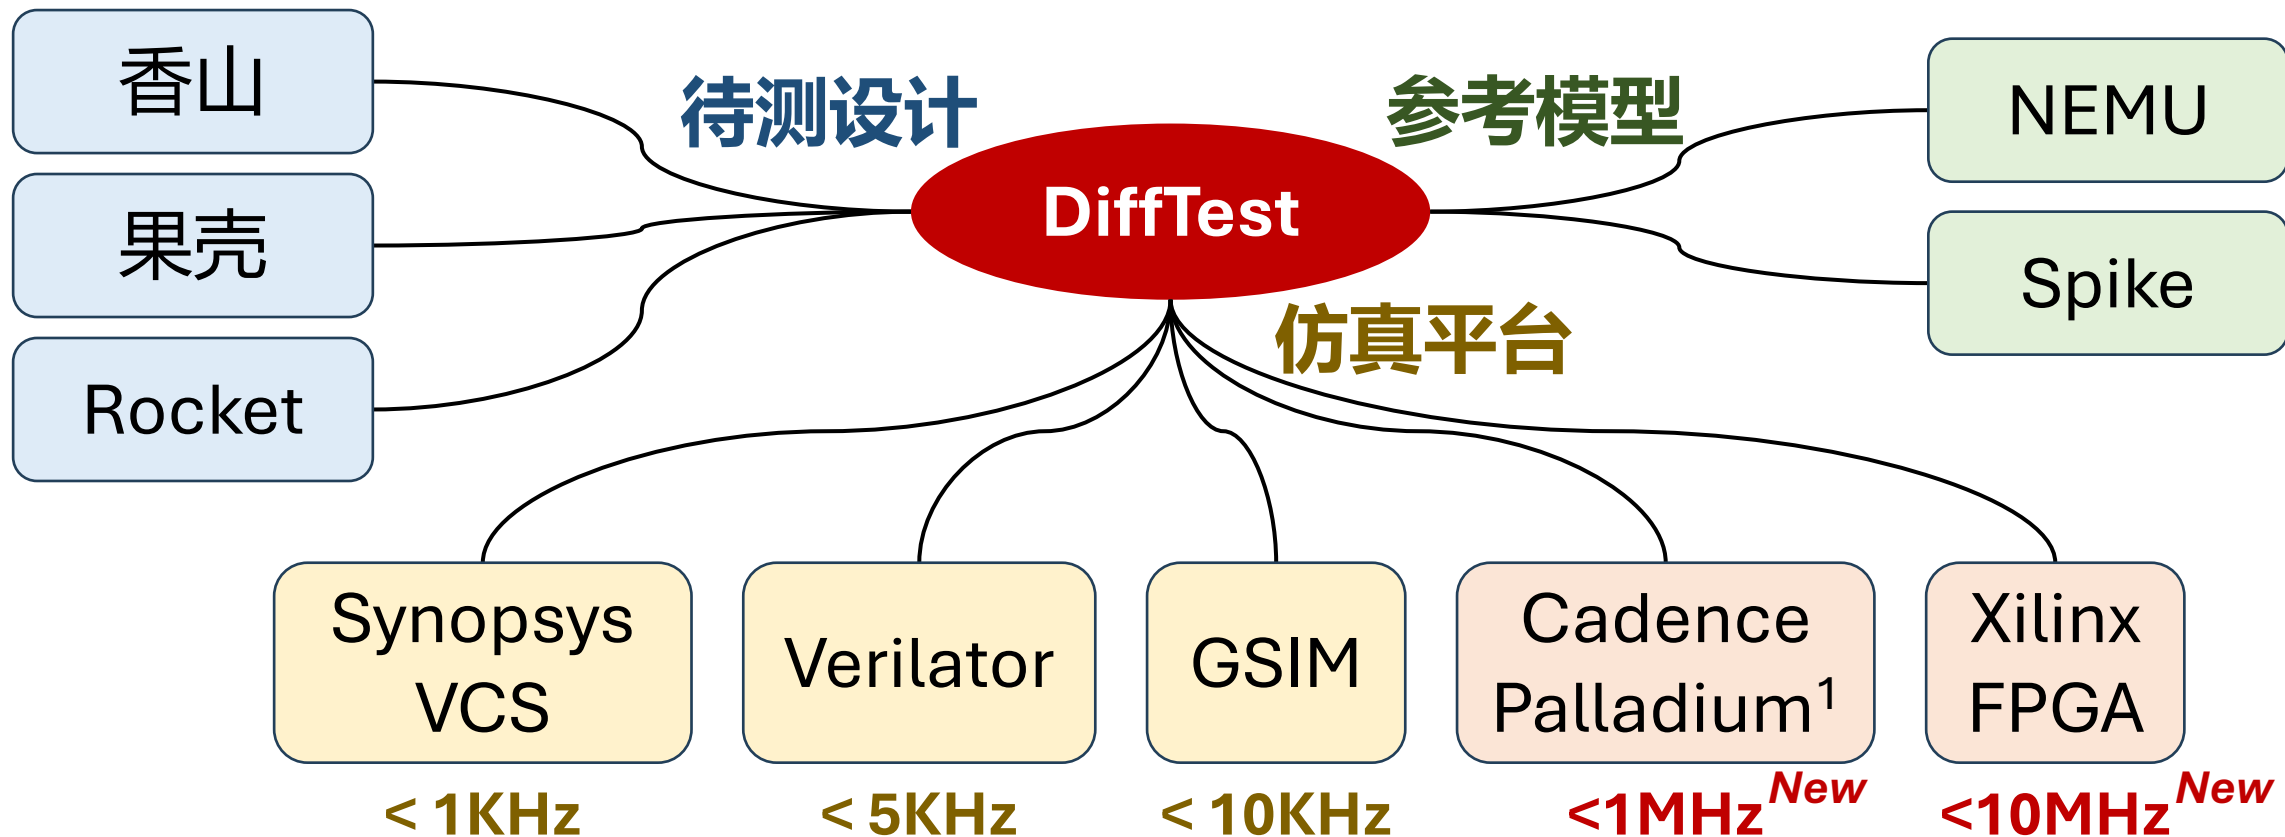 香山
待测设计
参考模型
NEMU
果壳
DiffTest
Spike
仿真平台
Rocket
Synopsys
VCS
Verilator
GSIM
Cadence
Palladium¹
Xilinx
FPGA
< 1KHz
< 5KHz
< 10KHz
<1MHz New
<10MHz New